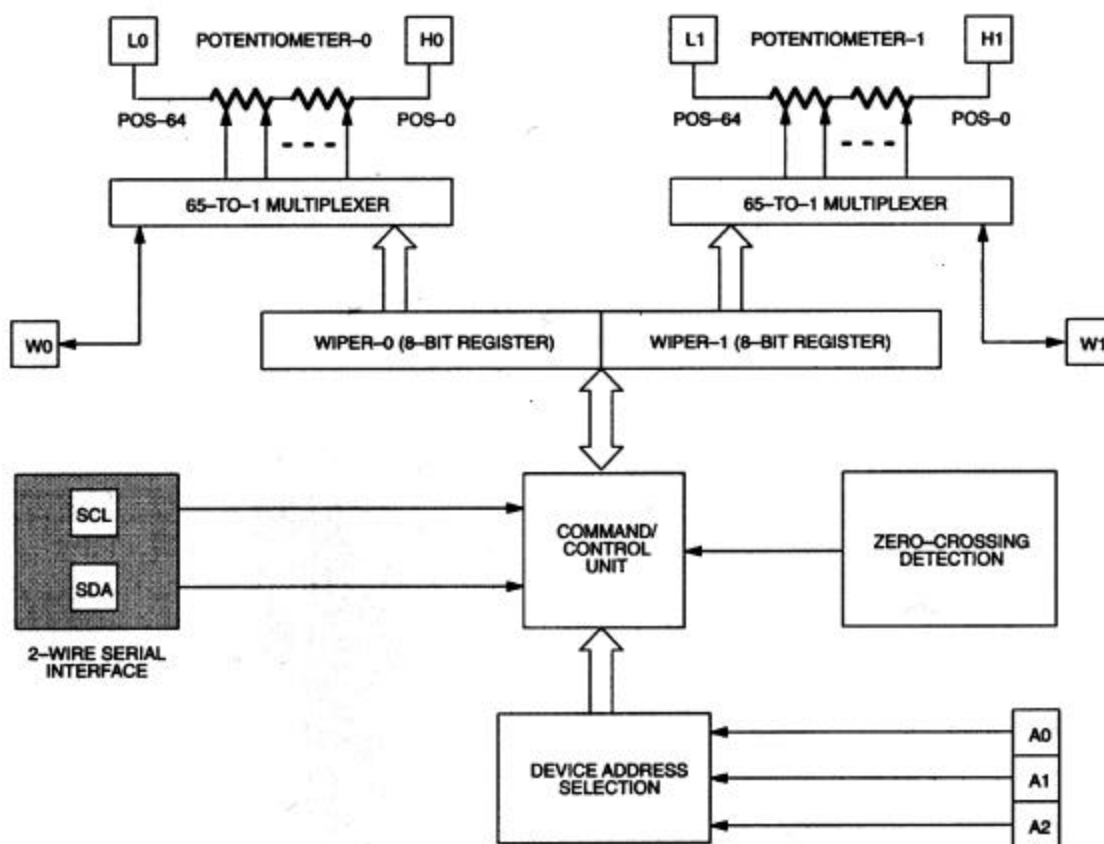 L0
POTENTIOMETER–0
H0
L1
POTENTIOMETER–1
H1
POS–64
POS–0
POS–64
POS–0
65–TO–1 MULTIPLEXER
65–TO–1 MULTIPLEXER
W0
WIPER–0 (8–BIT REGISTER)
WIPER–1 (8–BIT REGISTER)
W1
SCL
SDA
2–WIRE SERIAL
INTERFACE
COMMAND/
CONTROL
UNIT
ZERO–CROSSING
DETECTION
DEVICE ADDRESS
SELECTION
A0
A1
A2